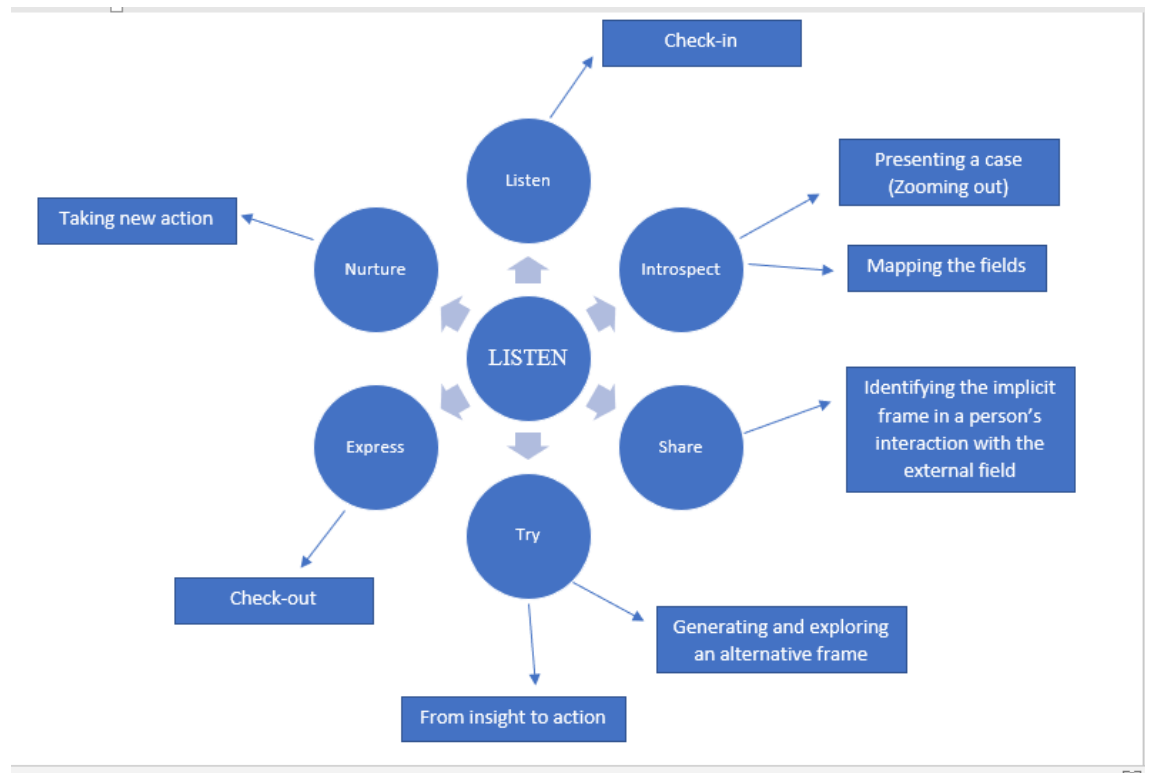 Check-in
Listen
Presenting a case
(Zooming out)
Taking new action
Nurture
Introspect
Mapping the fields
LISTEN
Identifying the implicit
frame in a person’s
interaction with the
external field
Express
Share
Try
Check-out
Generating and exploring
an alternative frame
From insight to action